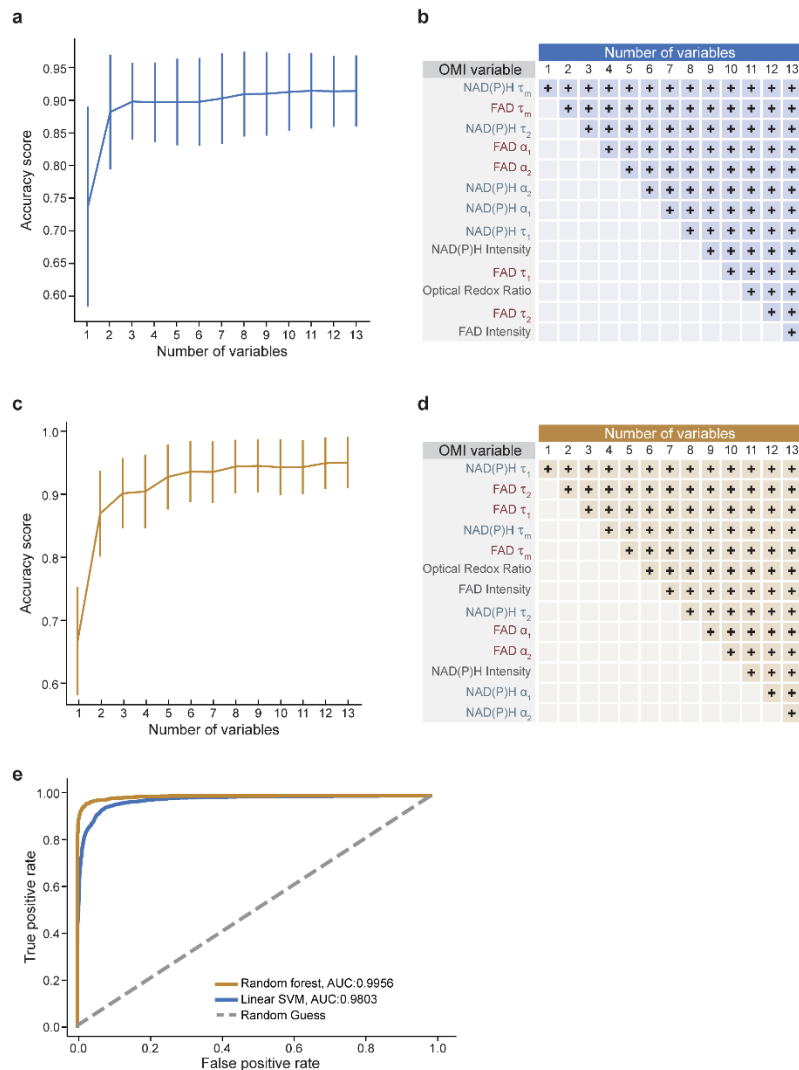 a
0.95
0.90
0.85
0.80
0.75
0.70
0.65
0.60
Accuracy score
1 2 3 4 5 6 7 8 9 10 11 12 13
Number of variables
b
Number of variables
OMI variable 1 2 3 4 5 6 7 8 9 10 11 12 13
NAD(P)H τm + + + + + + + + + + + + +
FAD τm + + + + + + + + + + + +
NAD(P)H τ2 + + + + + + + + + + +
FAD α1 + + + + + + + + + +
FAD α2 + + + + + + + + +
NAD(P)H α2 + + + + + + + +
NAD(P)H α1 + + + + + + +
NAD(P)H τ1 + + + + + +
NAD(P)H Intensity + + + + +
FAD τ1 + + + +
Optical Redox Ratio + + +
FAD τ2 + +
FAD Intensity +
c
1.0
0.9
0.8
0.7
0.6
Accuracy score
1 2 3 4 5 6 7 8 9 10 11 12 13
Number of variables
d
Number of variables
OMI variable 1 2 3 4 5 6 7 8 9 10 11 12 13
NAD(P)H τ1 + + + + + + + + + + + + +
FAD τ2 + + + + + + + + + + + +
FAD τ1 + + + + + + + + + + +
NAD(P)H τm + + + + + + + + + +
FAD τm + + + + + + + + +
Optical Redox Ratio + + + + + + + +
FAD Intensity + + + + + + +
NAD(P)H τ2 + + + + + +
FAD α1 + + + + +
FAD α2 + + + +
NAD(P)H Intensity + + +
NAD(P)H α1 + +
NAD(P)H α2 +
e
1.00
0.8
0.6
0.4
0.2
0.0
True positive rate
Random forest, AUC:0.9956
Linear SVM, AUC:0.9803
Random Guess
0.0 0.2 0.4 0.6 0.8 1.0
False positive rate